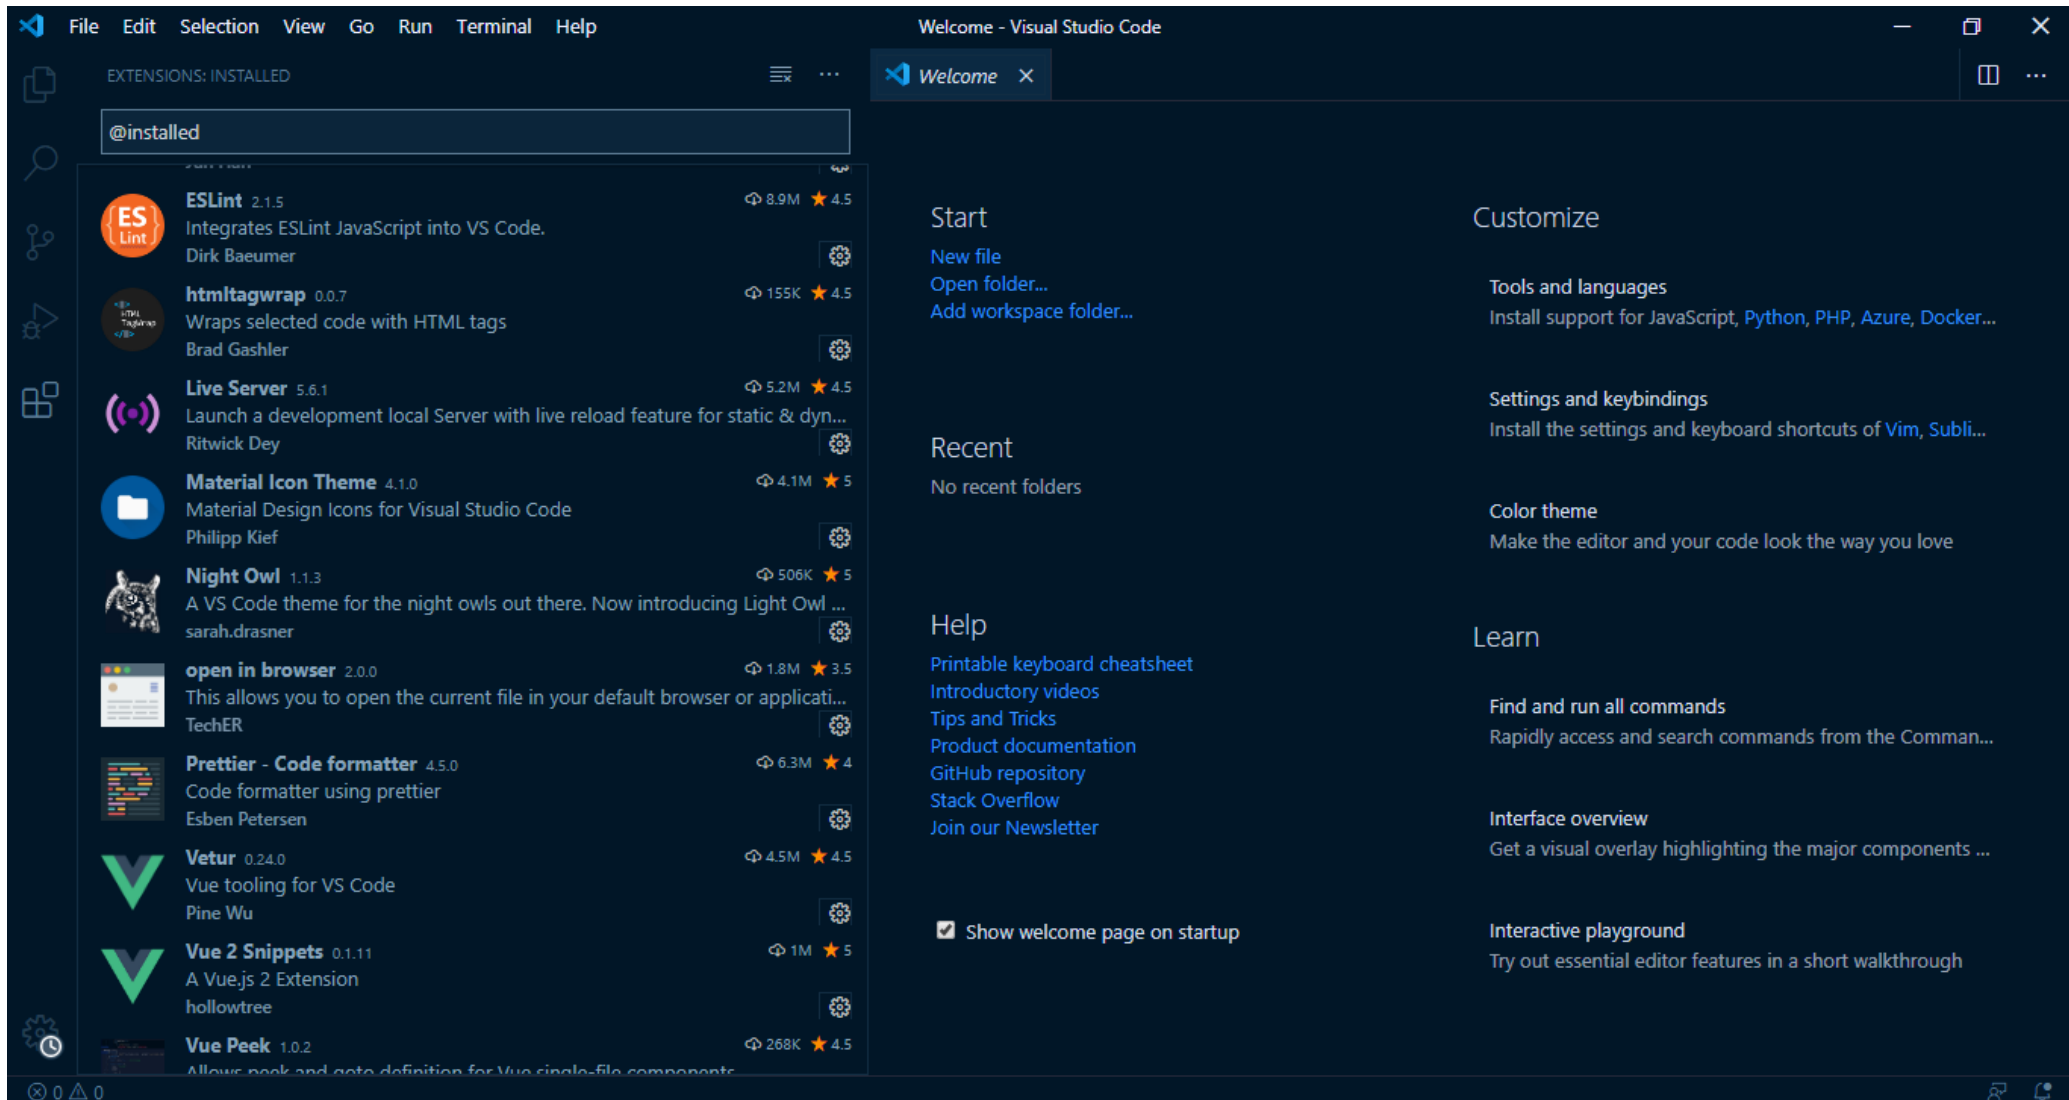 File Edit Selection View Go Run Terminal Help
Welcome - Visual Studio Code
EXTENSIONS: INSTALLED
Welcome
@installed
ES
Lint
ESLint 2.1.5
8.9M 4.5
Integrates ESLint JavaScript into VS Code.
Dirk Baeumer
HTML
TagWrap
htmltagwrap 0.0.7
155K 4.5
Wraps selected code with HTML tags
Brad Gashler
Live Server 5.6.1
5.2M 4.5
Launch a development local Server with live reload feature for static & dyn...
Ritwick Dey
Material Icon Theme 4.1.0
4.1M 5
Material Design Icons for Visual Studio Code
Philipp Kief
Night Owl 1.1.3
506K 5
A VS Code theme for the night owls out there. Now introducing Light Owl ...
sarah.drasner
open in browser 2.0.0
1.8M 3.5
This allows you to open the current file in your default browser or applicati...
TechER
Prettier - Code formatter 4.5.0
6.3M 4
Code formatter using prettier
Esben Petersen
Vetur 0.24.0
4.5M 4.5
Vue tooling for VS Code
Pine Wu
Vue 2 Snippets 0.1.11
1M 5
A Vue.js 2 Extension
hollowtree
Vue Peek 1.0.2
268K 4.5
Allows peek and goto definition for Vue single-file components
0 0
Start
New file
Open folder...
Add workspace folder...
Recent
No recent folders
Help
Printable keyboard cheatsheet
Introductory videos
Tips and Tricks
Product documentation
GitHub repository
Stack Overflow
Join our Newsletter
Show welcome page on startup
Customize
Tools and languages
Install support for JavaScript, Python, PHP, Azure, Docker...
Settings and keybindings
Install the settings and keyboard shortcuts of Vim, Subli...
Color theme
Make the editor and your code look the way you love
Learn
Find and run all commands
Rapidly access and search commands from the Comman...
Interface overview
Get a visual overlay highlighting the major components ...
Interactive playground
Try out essential editor features in a short walkthrough